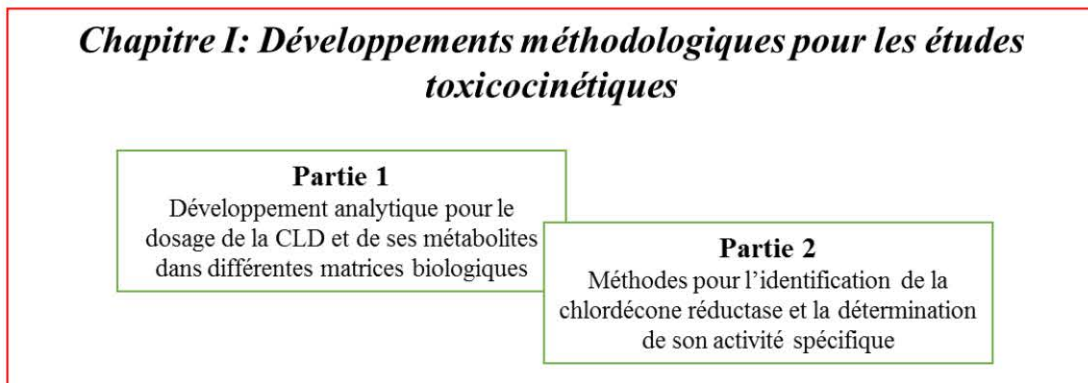 Chapitre I: Développements méthodologiques pour les études
toxicocinétiques
Partie 1
Développement analytique pour le
dosage de la CLD et de ses métabolites
dans différentes matrices biologiques
Partie 2
Méthodes pour l’identification de la
chlordécone réductase et la détermination
de son activité spécifique